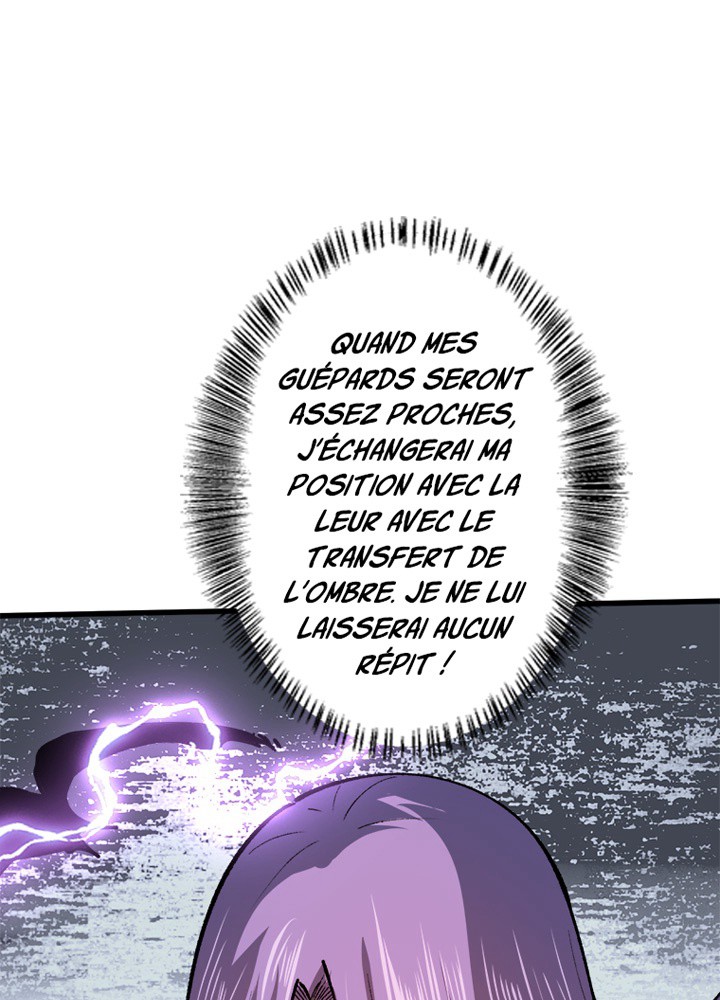 QUAND MES
GUÉPARDS SERONT
ASSEZ PROCHES,
J'ÉCHANGERAI MA
POSITION AVEC LA
LEUR AVEC LE
TRANSFERT DE
L'OMBRE. JE NE LUI
LAISSERAI AUCUN
RÉPIT !